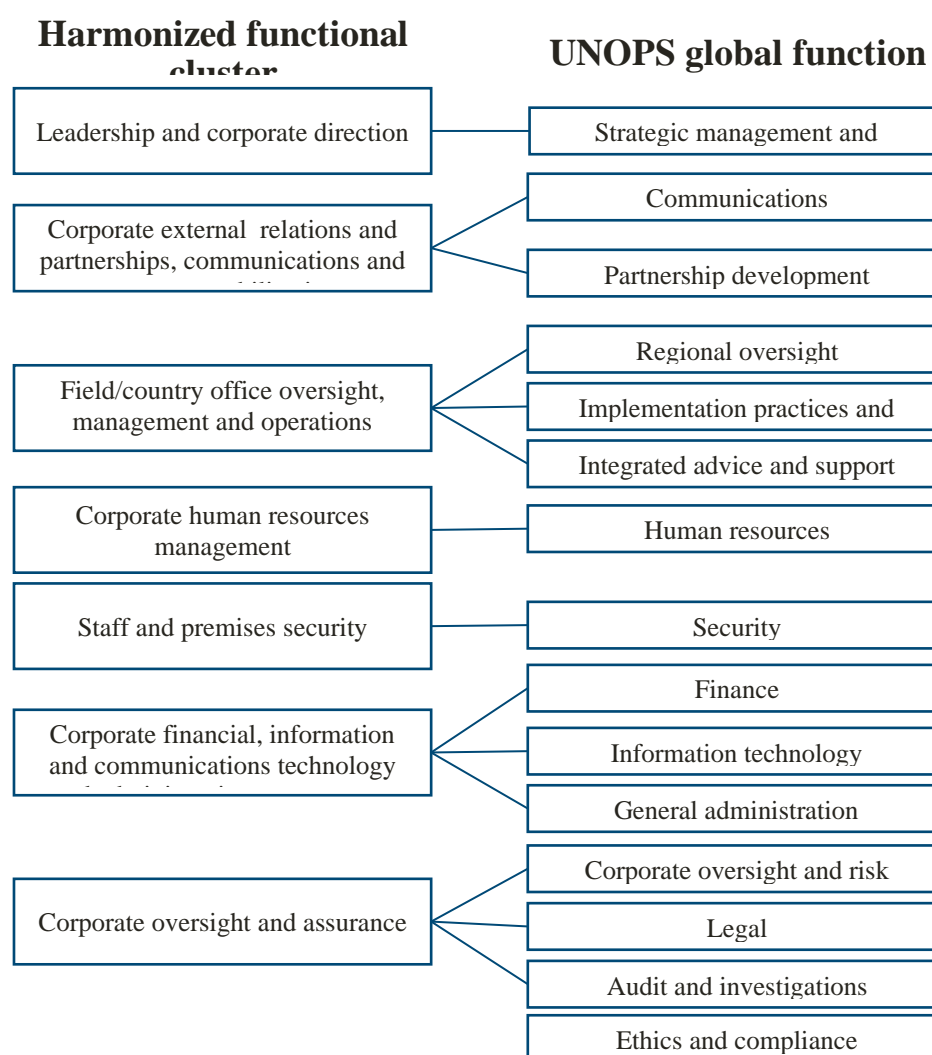 Harmonized functional
cluster
UNOPS global function
Leadership and corporate direction
Strategic management and
Corporate external relations and
partnerships, communications and
Communications
Partnership development
Field/country office oversight,
management and operations
Regional oversight
Implementation practices and
Integrated advice and support
Corporate human resources
management
Human resources
Staff and premises security
Security
Corporate financial, information
and communications technology
Finance
Information technology
General administration
Corporate oversight and assurance
Corporate oversight and risk
Legal
Audit and investigations
Ethics and compliance